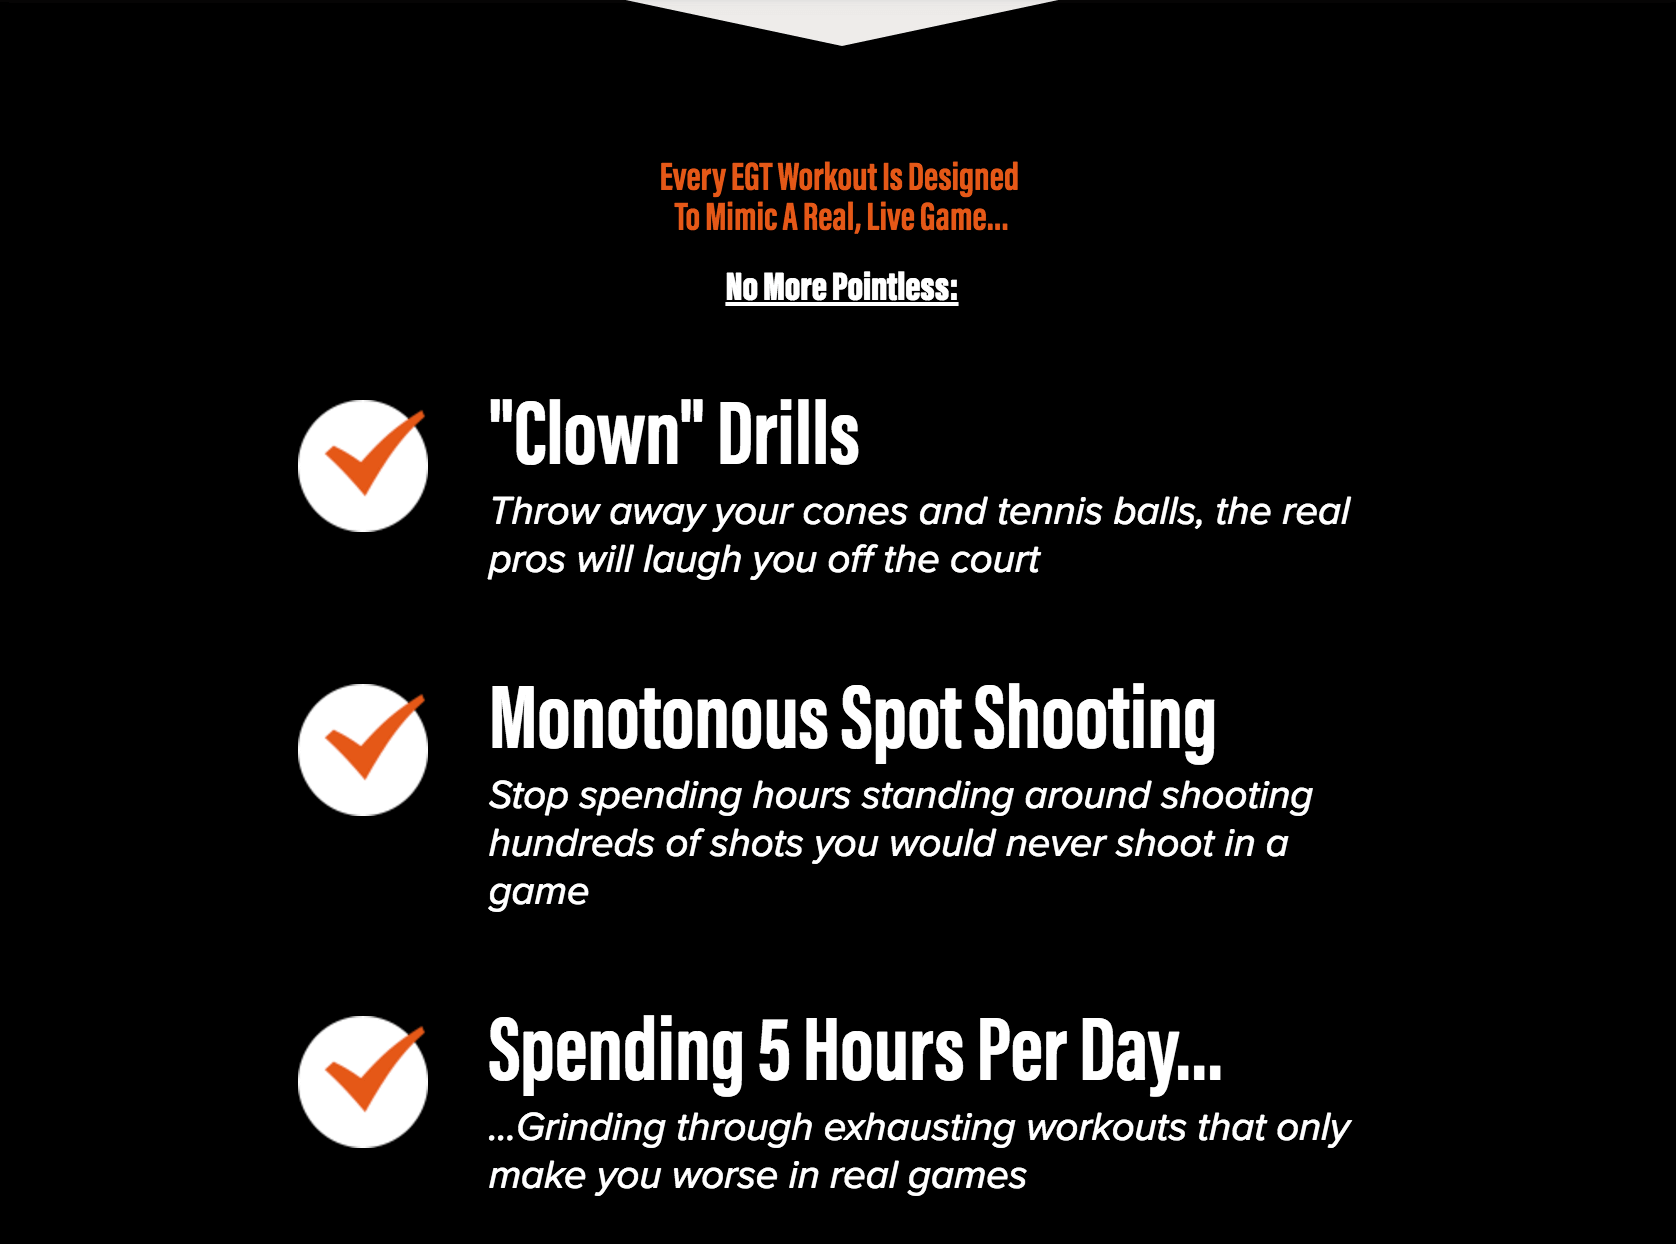 Every EGT Workout Is Designed
To Mimic A Real, Live Game...
No More Pointless:
"Clown" Drills
Throw away your cones and tennis balls, the real
pros will laugh you off the court
Monotonous Spot Shooting
Stop spending hours standing around shooting
hundreds of shots you would never shoot in a
game
Spending 5 Hours Per Day...
...Grinding through exhausting workouts that only
make you worse in real games